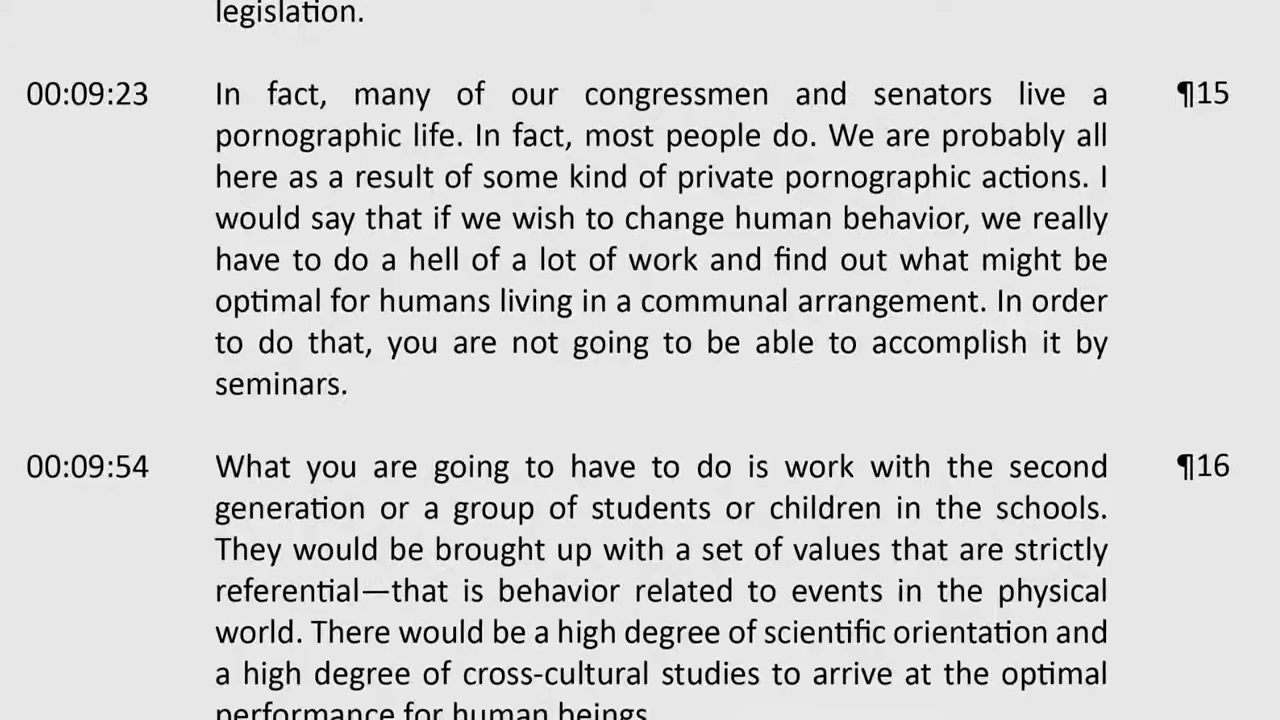 legislation.
00:09:23 In fact, many of our congressmen and senators live a ¶15
pornographic life. In fact, most people do. We are probably all
here as a result of some kind of private pornographic actions. I
would say that if we wish to change human behavior, we really
have to do a hell of a lot of work and find out what might be
optimal for humans living in a communal arrangement. In order
to do that, you are not going to be able to accomplish it by
seminars.
00:09:54 What you are going to have to do is work with the second ¶16
generation or a group of students or children in the schools.
They would be brought up with a set of values that are strictly
referential—that is behavior related to events in the physical
world. There would be a high degree of scientific orientation and
a high degree of cross-cultural studies to arrive at the optimal
performance for human beings.